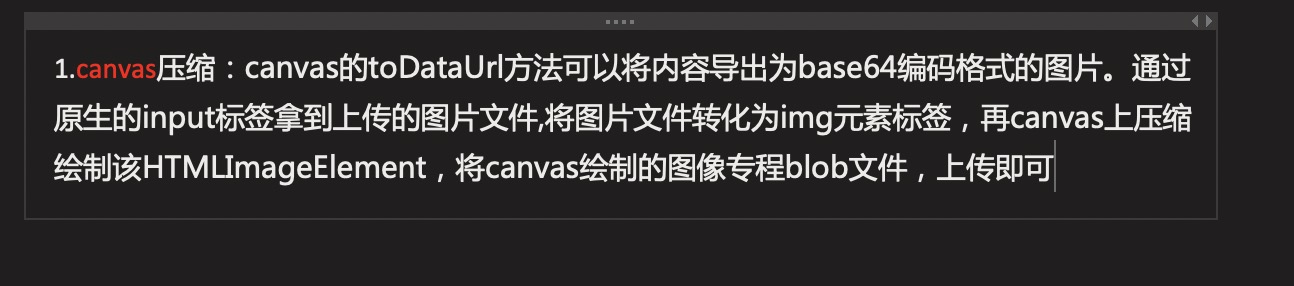 1.canvas压缩：canvas的toDataUrl方法可以将内容导出为base64编码格式的图片。通过
原生的input标签拿到上传的图片文件,将图片文件转化为img元素标签，再canvas上压缩
绘制该HTMLImageElement，将canvas绘制的图像专程blob文件，上传即可